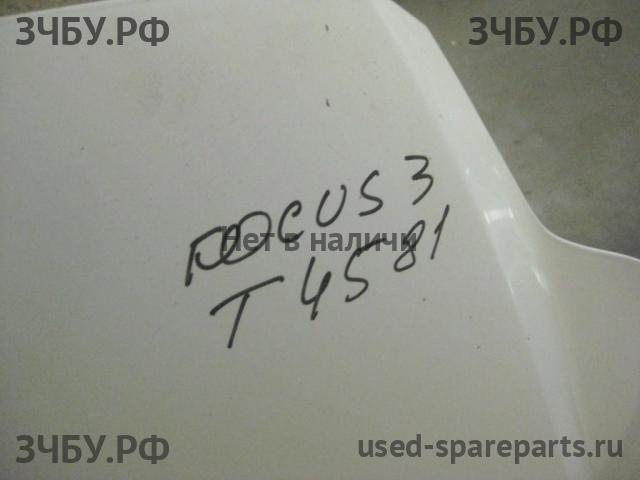 ЗЧБУ.РФ ЗЧБУ.РФ
FOCUS 3
Нет в наличии
T 4581
ЗЧБУ.РФ used-spareparts.ru